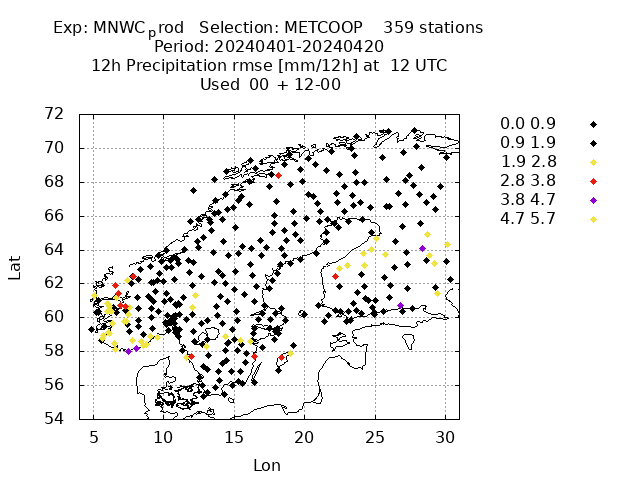 Exp: MNWCprod Selection: METCOOP 359 stations
Period: 20240401-20240420
12h Precipitation rmse [mm/12h] at 12 UTC
Used 00 + 12-00
72
70
68
66
64
62
60
58
56
54
Lat
5 10 15 20 25 30
Lon
0.0 0.9
0.9 1.9
1.9 2.8
2.8 3.8
3.8 4.7
4.7 5.7